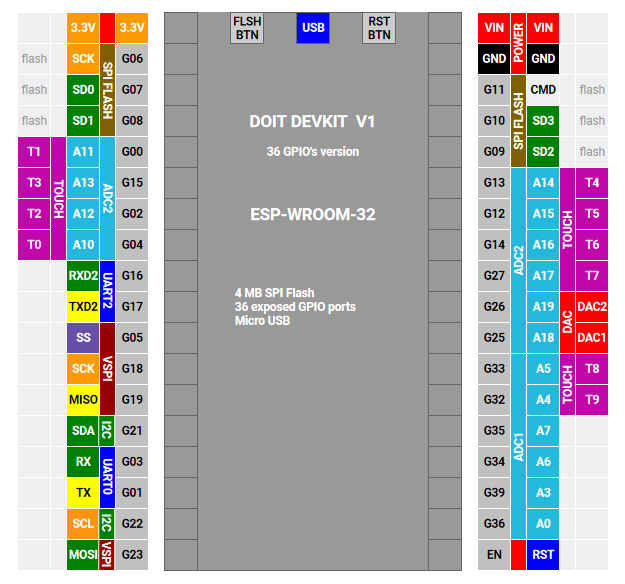 3.3V 3.3V FLSH BTN USB RST BTN VIN VIN
flash SCK G06 GND GND
flash SD0 G07 G11 CMD flash
flash SD1 G08 G10 SD3 flash
SPI FLASH
POWER
SPI FLASH
DOIT DEVKIT V1
T1 A11 G00 36 GPIO's version G09 SD2 flash
T3 A13 G15 G13 A14 T4
T2 A12 G02 ESP-WROOM-32 G12 A15 T5
T0 A10 G04 G14 A16 T6
TOUCH
ADC2
ADC2
TOUCH
RXD2 G16 G27 A17 T7
TXD2 G17 G26 A19 DAC2
UART2
4 MB SPI Flash
36 exposed GPIO ports
Micro USB
DAC
SS G05 G25 A18 DAC1
SCK G18 G33 A5 T8
MISO G19 G32 A4 T9
VSPI
TOUCH
SDA I2C G21 G35 A7
RX G03 G34 A6
TX G01 G39 A3
UART0
ADC1
SCL I2C G22 G36 A0
MOSI VSPI G23 EN RST